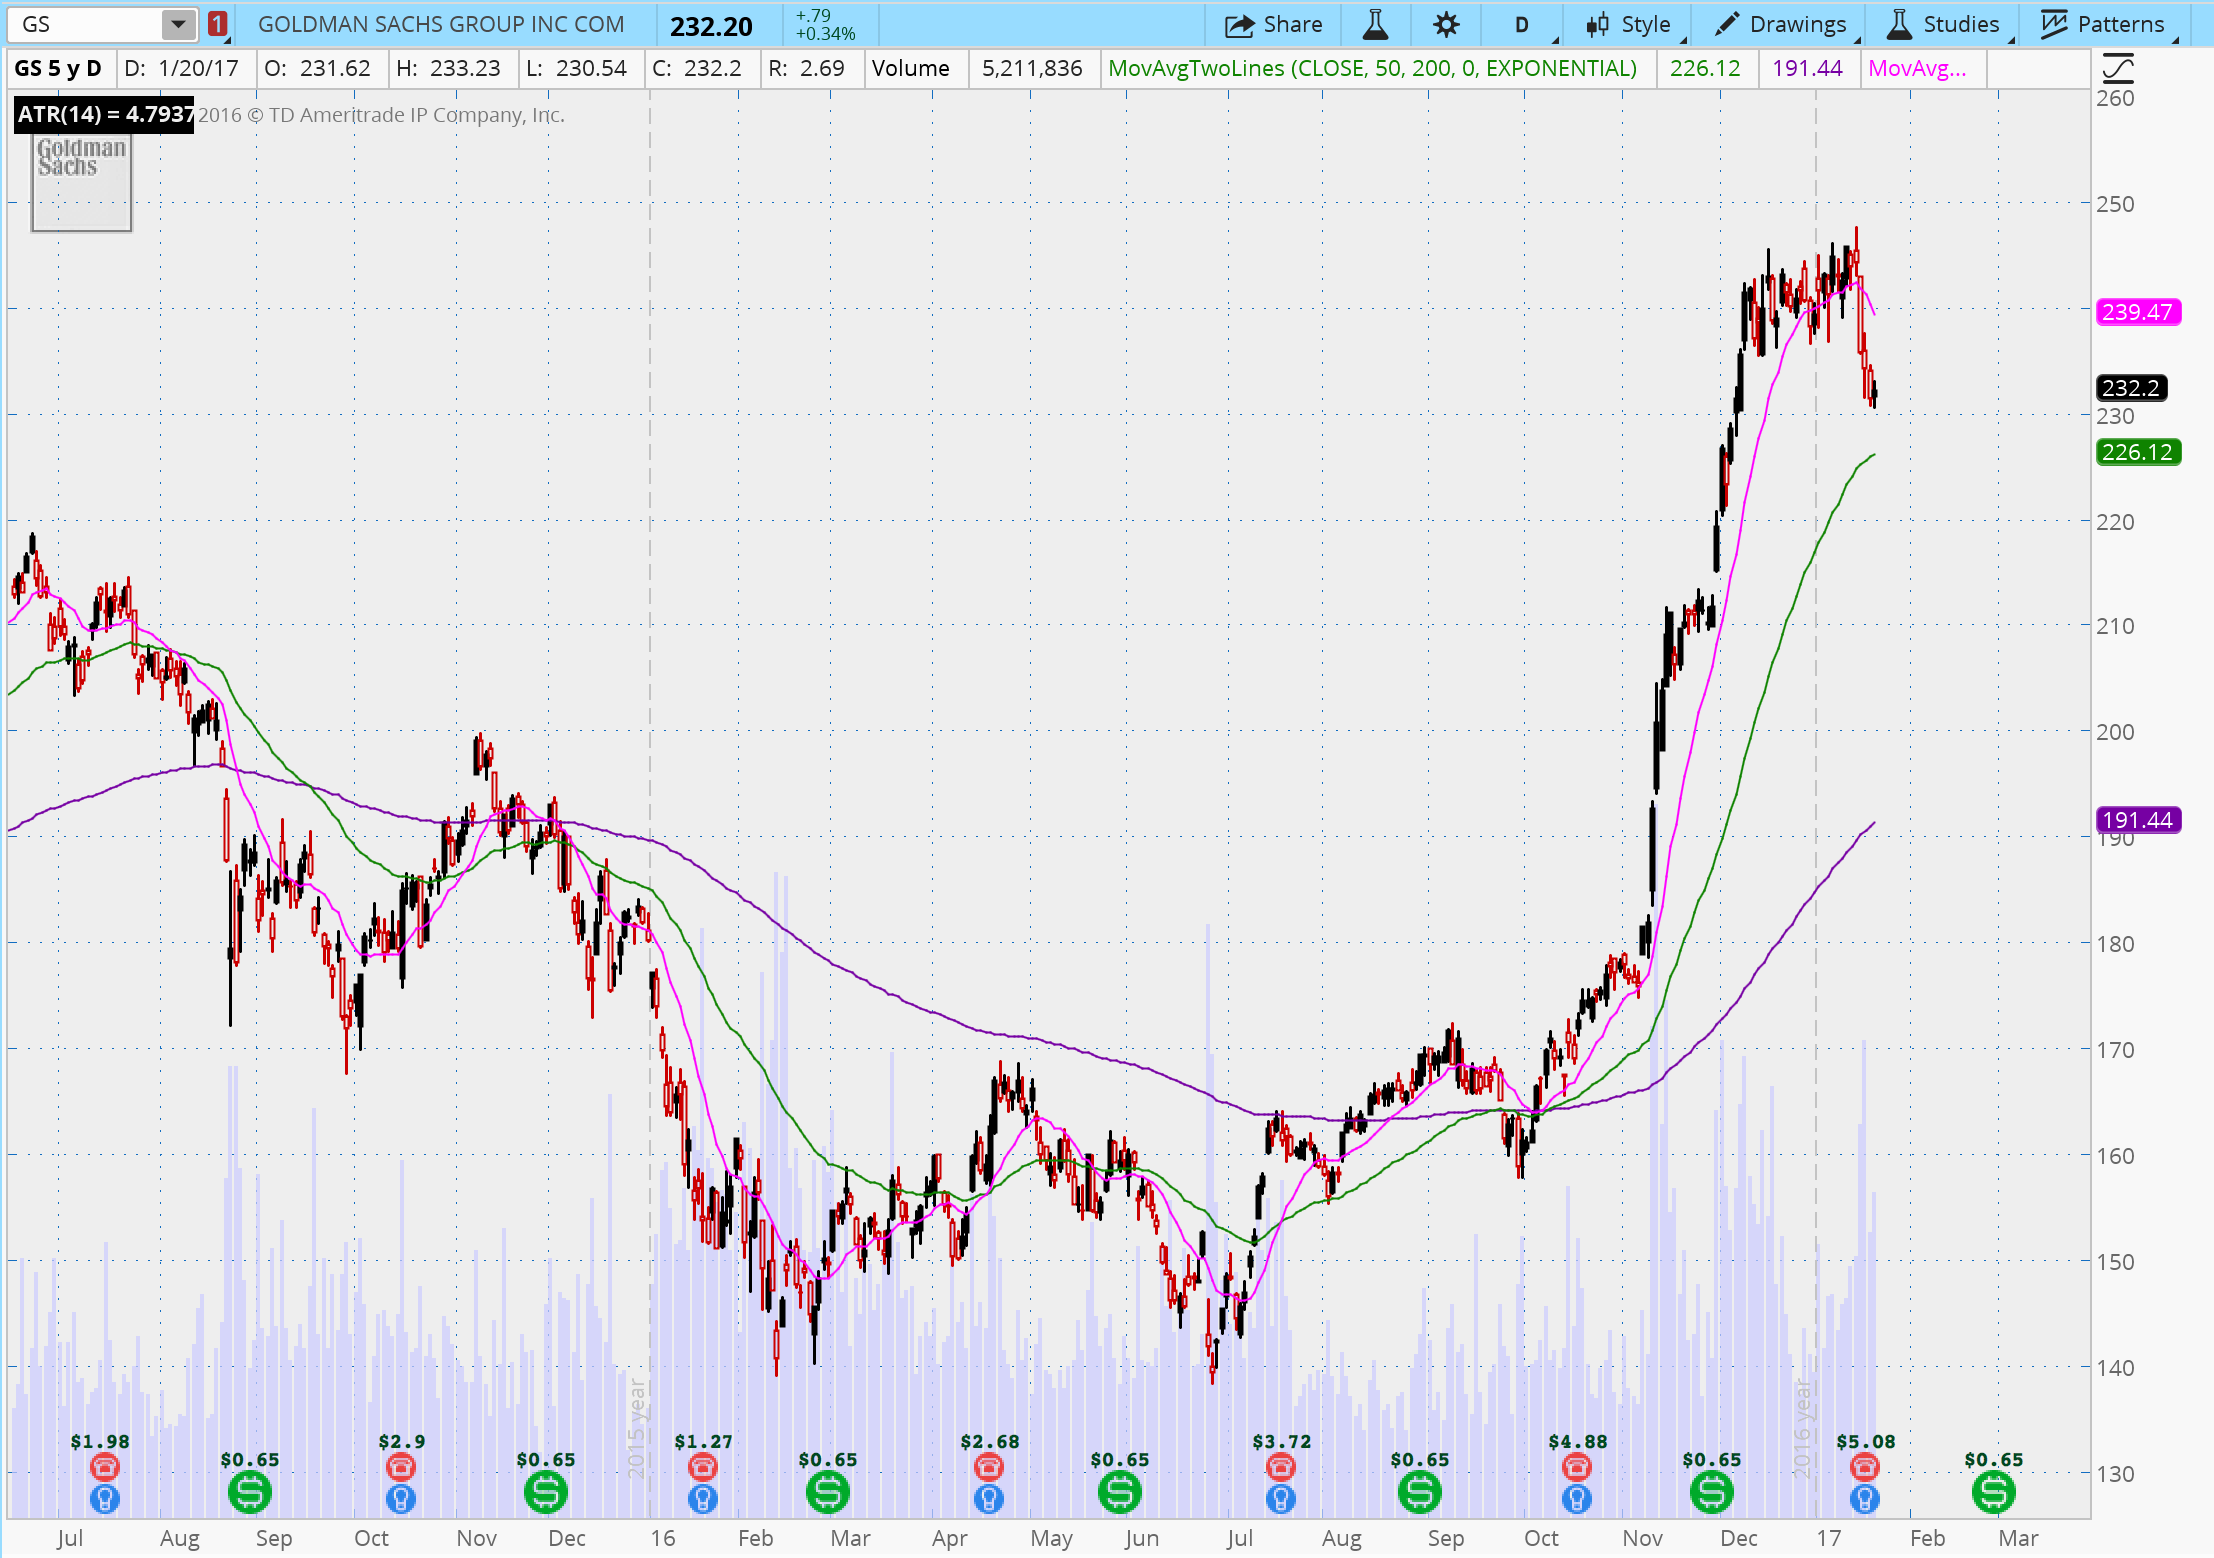 GS 1 GOLDMAN SACHS GROUP INC COM 232.20 +.79 +0.34% Share D Style Drawings Studies Patterns
GS 5 y D D: 1/20/17 O: 231.62 H: 233.23 L: 230.54 C: 232.2 R: 2.69 Volume 5,211,836 MovAvgTwoLines (CLOSE, 50, 200, 0, EXPONENTIAL) 226.12 191.44 MovAvg...
ATR(14) = 4.7937 2016 © TD Ameritrade IP Company, Inc.
Goldman
Sachs
260
250
239.47
232.2
230
226.12
220
210
200
191.44
190
180
170
160
150
140
130
2015 year
2016 year
$1.98 $2.9 $1.27 $2.68 $3.72 $4.88 $5.08
$0.65 $0.65 $0.65 $0.65 $0.65 $0.65 $0.65
Jul Aug Sep Oct Nov Dec 16 Feb Mar Apr May Jun Jul Aug Sep Oct Nov Dec 17 Feb Mar